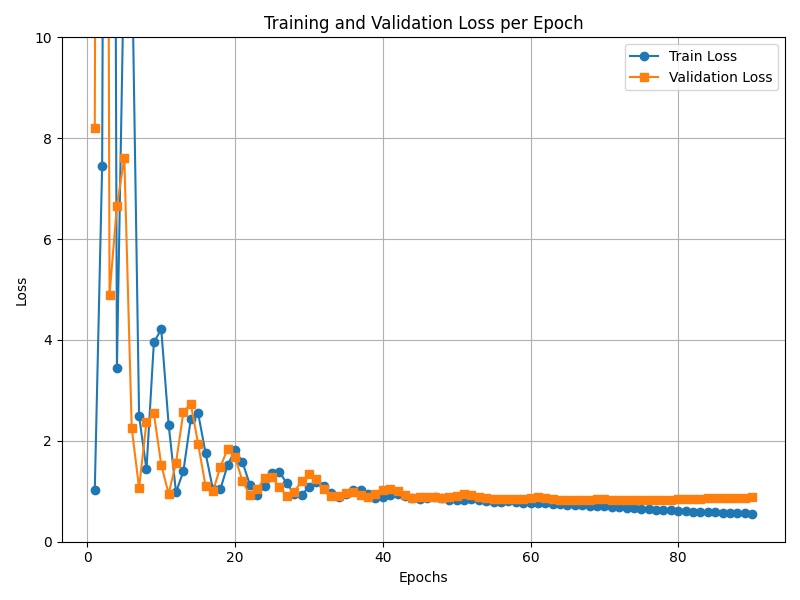 Training and Validation Loss per Epoch
Train Loss
Validation Loss
Loss
10
8
6
4
2
0
0 20 40 60 80
Epochs